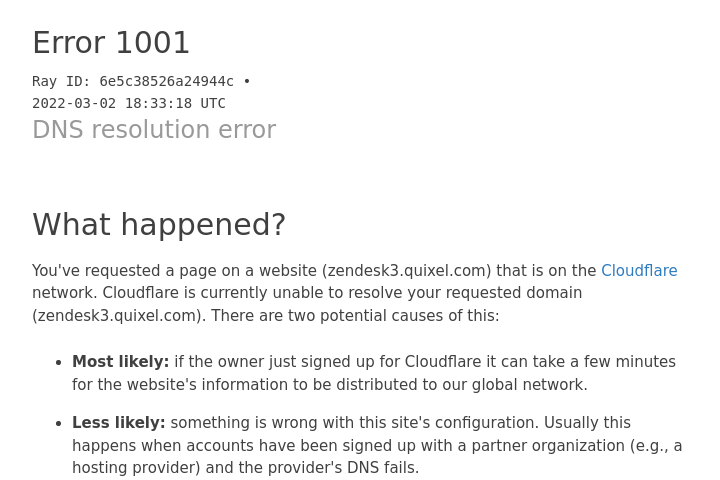 Error 1001
Ray ID: 6e5c38526a24944c •
2022-03-02 18:33:18 UTC
DNS resolution error
What happened?
You've requested a page on a website (zendesk3.quixel.com) that is on the Cloudflare
network. Cloudflare is currently unable to resolve your requested domain
(zendesk3.quixel.com). There are two potential causes of this:
• Most likely: if the owner just signed up for Cloudflare it can take a few minutes
for the website's information to be distributed to our global network.
• Less likely: something is wrong with this site's configuration. Usually this
happens when accounts have been signed up with a partner organization (e.g., a
hosting provider) and the provider's DNS fails.